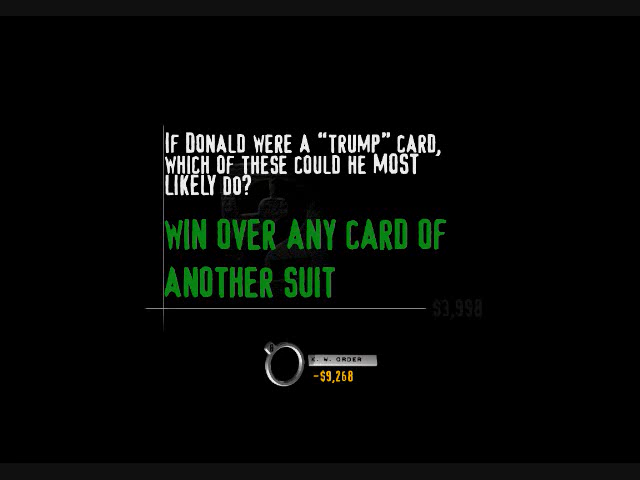 If Donald were a “trump” card,
which of these could he MOST
likely do?
Win over any card of
another suit
$3,998
K. W. ORDER
-$9,268